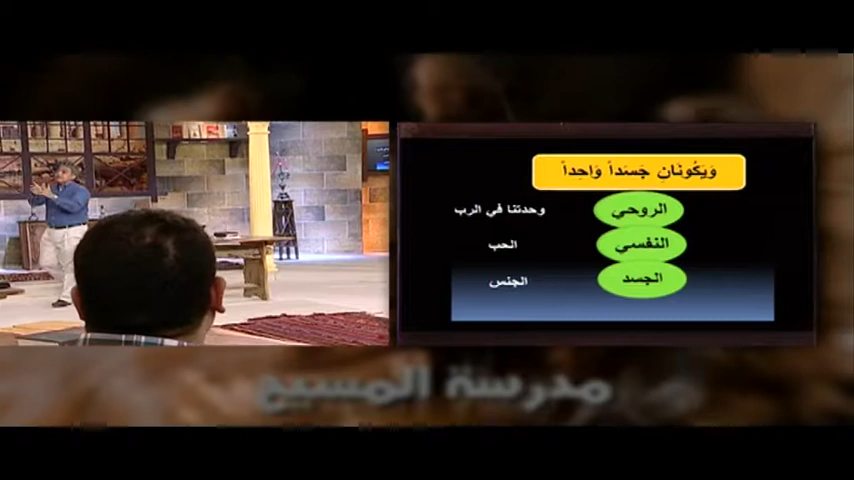 وَيَكُونَانِ جَسَداً وَاحِداً
الروحي وحدتنا في الرب
النفسي الحب
الجسد الجنس
مدرسة المسيح